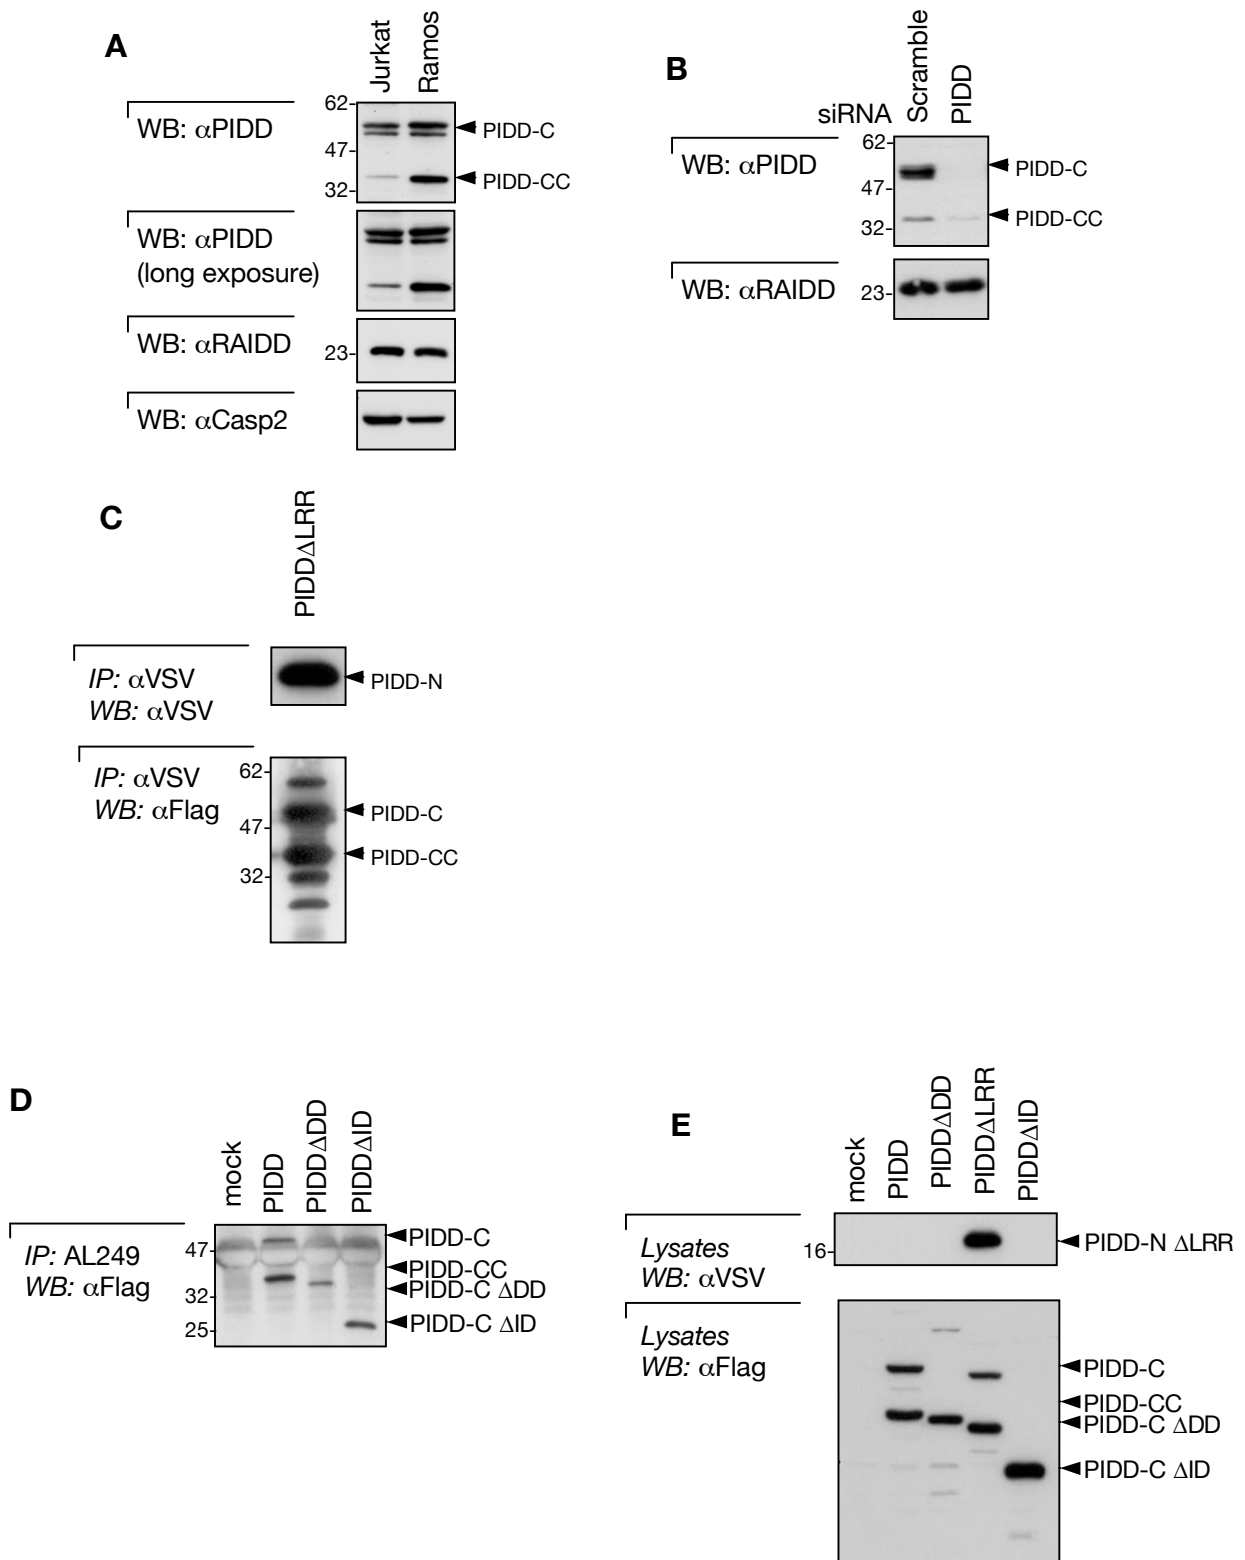 A
Jurkat
Ramos
WB: αPIDD
62-
47-
32-
PIDD-C
PIDD-CC
WB: αPIDD
(long exposure)
WB: αRAIDD
23-
WB: αCasp2
B
siRNA
Scramble
PIDD
WB: αPIDD
62-
47-
32-
PIDD-C
PIDD-CC
WB: αRAIDD
23-
C
PIDDΔLRR
IP: αVSV
WB: αVSV
PIDD-N
IP: αVSV
WB: αFlag
62-
47-
32-
PIDD-C
PIDD-CC
D
mock
PIDD
PIDDΔDD
PIDDΔID
IP: AL249
WB: αFlag
47-
32-
25-
PIDD-C
PIDD-CC
PIDD-C ΔDD
PIDD-C ΔID
E
mock
PIDD
PIDDΔDD
PIDDΔLRR
PIDDΔID
Lysates
WB: αVSV
16-
PIDD-N ΔLRR
Lysates
WB: αFlag
PIDD-C
PIDD-CC
PIDD-C ΔDD
PIDD-C ΔID